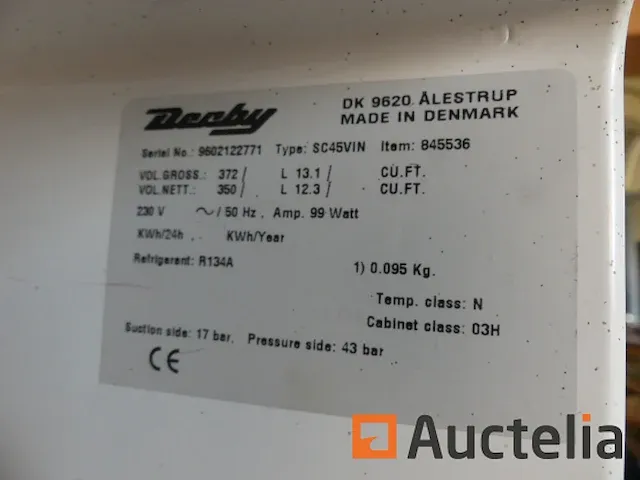 Derby
DK 9620 ÅLESTRUP
MADE IN DENMARK
Serial No.: 9602122771 Type: SC45VIN Item: 845536
VOL.GROSS.: 372/ L 13.1/ CU.FT.
VOL.NETT.: 350/ L 12.3/ CU.FT.
230 V ~/50 Hz, Amp. 99 Watt
KWh/24h . KWh/Year
Refrigerant: R134A 1) 0.095 Kg.
Temp. class: N
Cabinet class: 03H
Suction side: 17 bar. Pressure side: 43 bar
CE
Auctelia